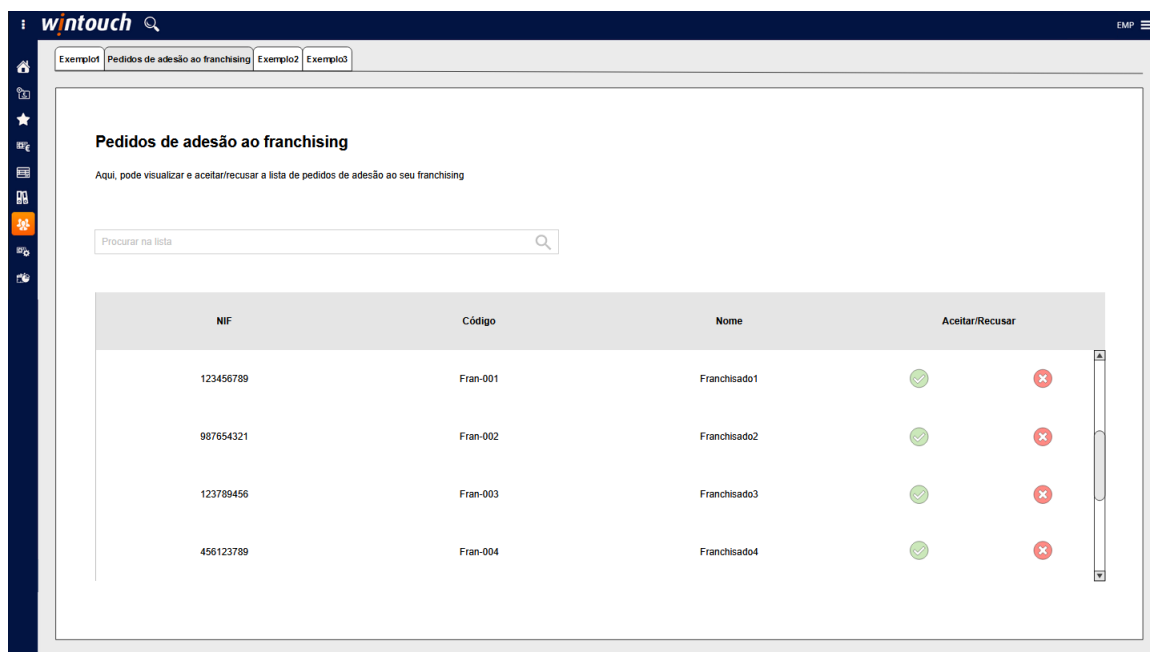 wintouch
EMP
Exemplo1 Pedidos de adesão ao franchising Exemplo2 Exemplo3
Pedidos de adesão ao franchising
Aqui, pode visualizar e aceitar/recusar a lista de pedidos de adesão ao seu franchising
Procurar na lista
NIF Código Nome Aceitar/Recusar
123456789 Fran-001 Franchisado1
987654321 Fran-002 Franchisado2
123789456 Fran-003 Franchisado3
456123789 Fran-004 Franchisado4